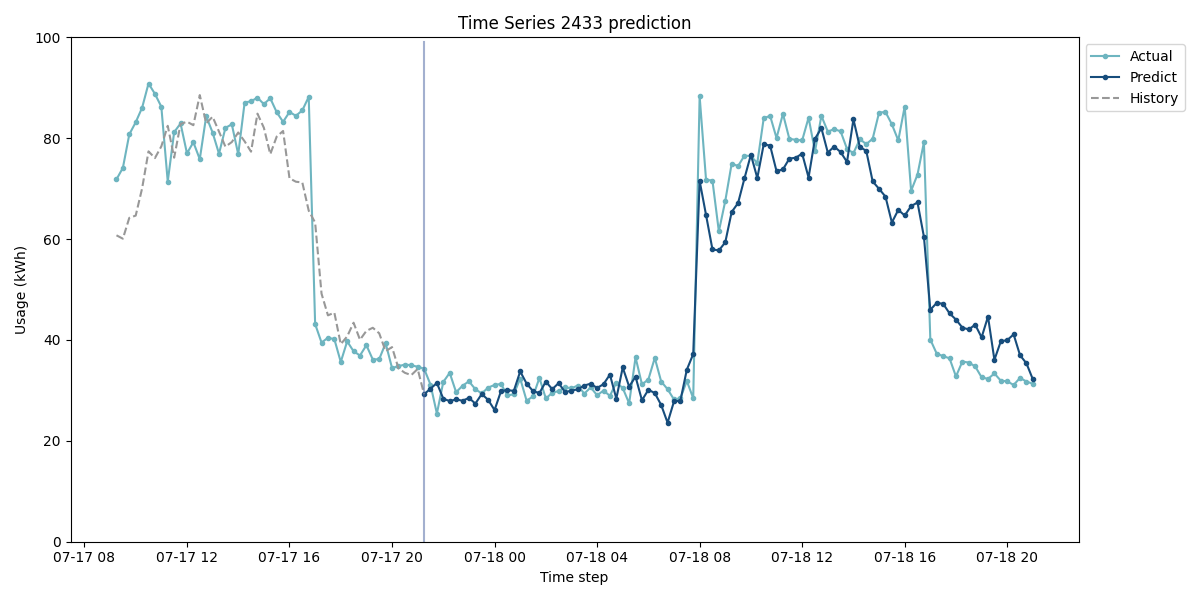 Time Series 2433 prediction
Usage (kWh)
100
80
60
40
20
0
07-17 08
07-17 12
07-17 16
07-17 20
07-18 00
07-18 04
07-18 08
07-18 12
07-18 16
07-18 20
Time step
Actual
Predict
History